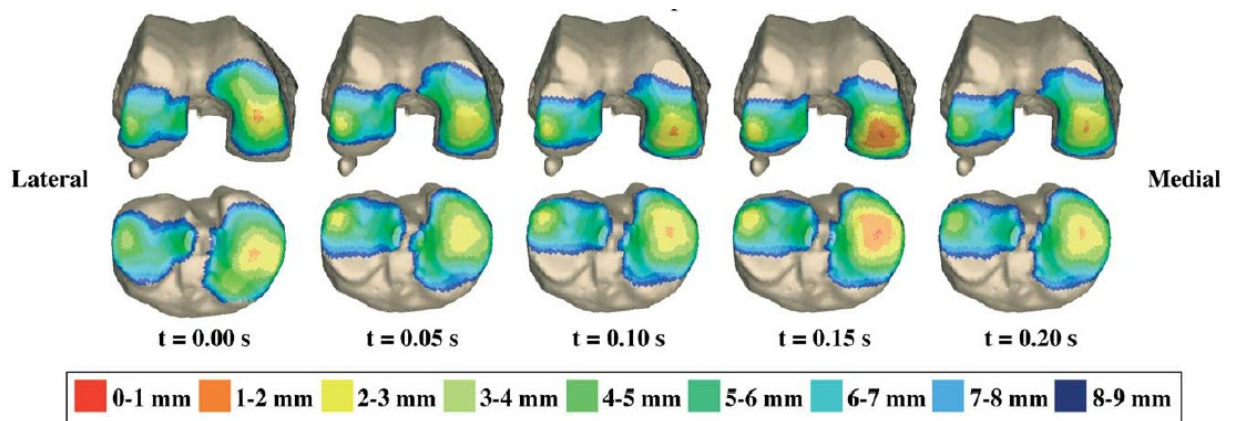 Lateral
Medial
t = 0.00 s
t = 0.05 s
t = 0.10 s
t = 0.15 s
t = 0.20 s
0-1 mm
1-2 mm
2-3 mm
3-4 mm
4-5 mm
5-6 mm
6-7 mm
7-8 mm
8-9 mm